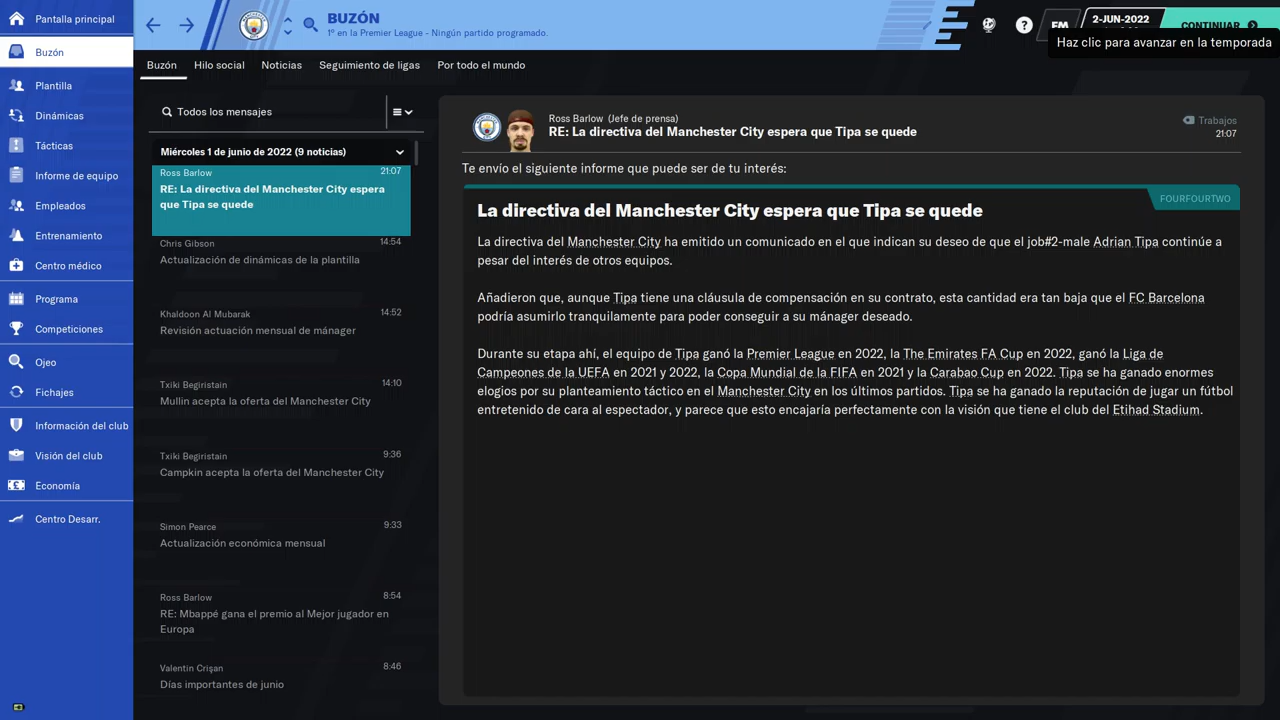 Pantalla principal
Buzón
Plantilla
Dinámicas
Tácticas
Informe de equipo
Empleados
Entrenamiento
Centro médico
Programa
Competiciones
Ojeo
Fichajes
Información del club
Visión del club
Economía
Centro Desarr.
BUZÓN
1º en la Premier League - Ningún partido programado.
FM
2-JUN-2022
CONTINUAR
Haz clic para avanzar en la temporada
Buzón
Hilo social
Noticias
Seguimiento de ligas
Por todo el mundo
Todos los mensajes
Miércoles 1 de junio de 2022 (9 noticias)
Ross Barlow 21:07
RE: La directiva del Manchester City espera
que Tipa se quede
Chris Gibson 14:54
Actualización de dinámicas de la plantilla
Khaldoon Al Mubarak 14:52
Revisión actuación mensual de mánager
Txiki Begiristain 14:10
Mullin acepta la oferta del Manchester City
Txiki Begiristain 9:36
Campkin acepta la oferta del Manchester City
Simon Pearce 9:33
Actualización económica mensual
Ross Barlow 8:54
RE: Mbappé gana el premio al Mejor jugador en
Europa
Valentin Crişan 8:46
Días importantes de junio
Ross Barlow (Jefe de prensa)
RE: La directiva del Manchester City espera que Tipa se quede
Trabajos
21:07
Te envío el siguiente informe que puede ser de tu interés:
FOURFOURTWO
La directiva del Manchester City espera que Tipa se quede
La directiva del Manchester City ha emitido un comunicado en el que indican su deseo de que el job#2-male Adrian Tipa continúe a
pesar del interés de otros equipos.
Añadieron que, aunque Tipa tiene una cláusula de compensación en su contrato, esta cantidad era tan baja que el FC Barcelona
podría asumirlo tranquilamente para poder conseguir a su mánager deseado.
Durante su etapa ahí, el equipo de Tipa ganó la Premier League en 2022, la The Emirates FA Cup en 2022, ganó la Liga de
Campeones de la UEFA en 2021 y 2022, la Copa Mundial de la FIFA en 2021 y la Carabao Cup en 2022. Tipa se ha ganado enormes
elogios por su planteamiento táctico en el Manchester City en los últimos partidos. Tipa se ha ganado la reputación de jugar un fútbol
entretenido de cara al espectador, y parece que esto encajaría perfectamente con la visión que tiene el club del Etihad Stadium.